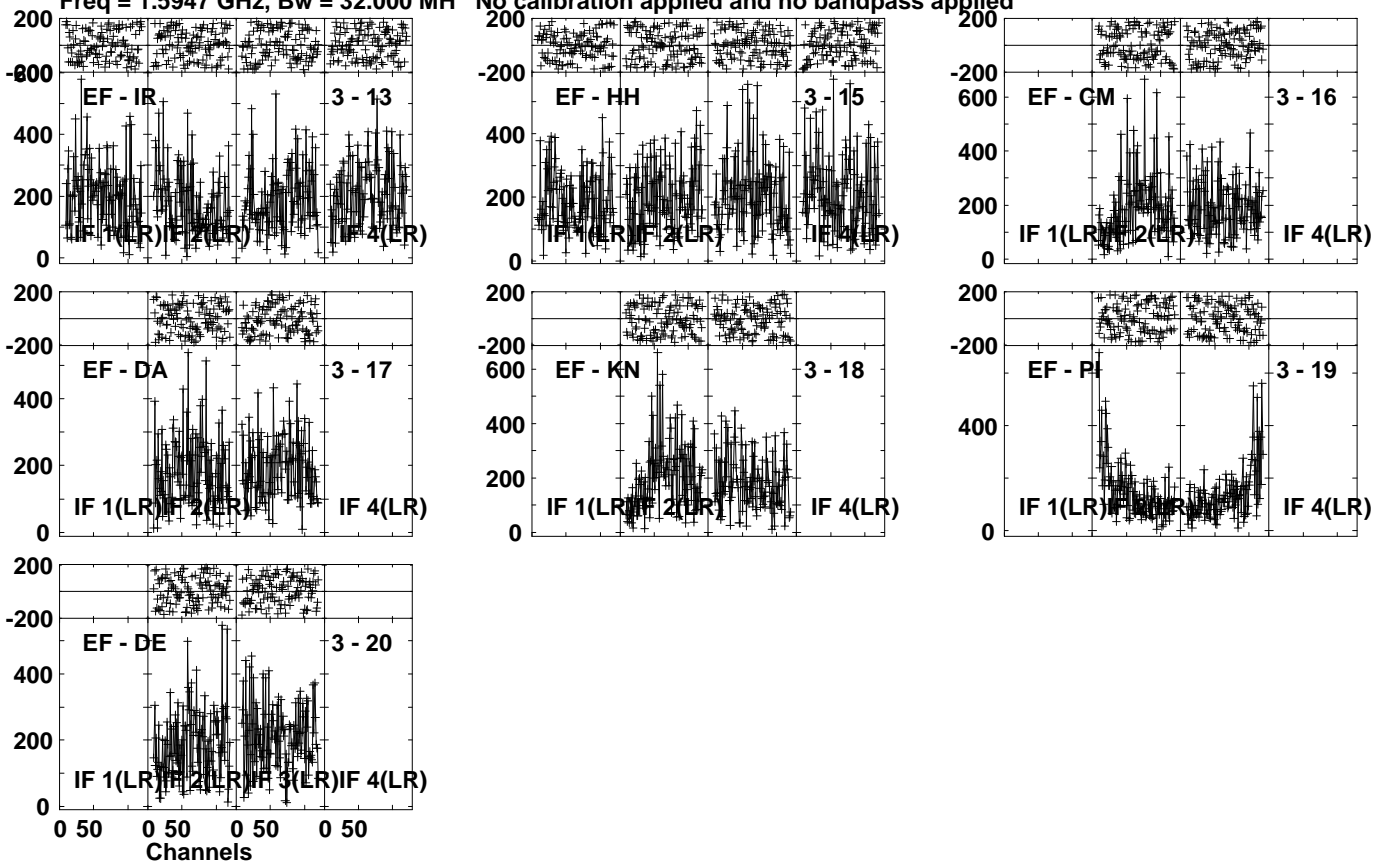 Freq = 1.5947 GHz, Bw = 32.000 MH No calibration applied and no bandpass applied
200
-200
600
400
200
0
EF - IR
3 - 13
IF 1(LR)
IF 2(LR)
IF 4(LR)
200
-200
400
200
0
EF - HH
3 - 15
IF 1(LR)
IF 2(LR)
IF 4(LR)
200
-200
600
400
200
0
EF - CM
3 - 16
IF 1(LR)
IF 2(LR)
IF 4(LR)
200
-200
400
200
0
EF - DA
3 - 17
IF 1(LR)
IF 2(LR)
IF 4(LR)
200
-200
600
400
200
0
EF - KN
3 - 18
IF 1(LR)
IF 2(LR)
IF 4(LR)
200
-200
400
0
EF - PI
3 - 19
IF 1(LR)
IF 2(LR)
IF 4(LR)
200
-200
400
200
0
EF - DE
3 - 20
IF 1(LR)
IF 2(LR)
IF 3(LR)
IF 4(LR)
0 50 0 50 0 50 0 50
Channels